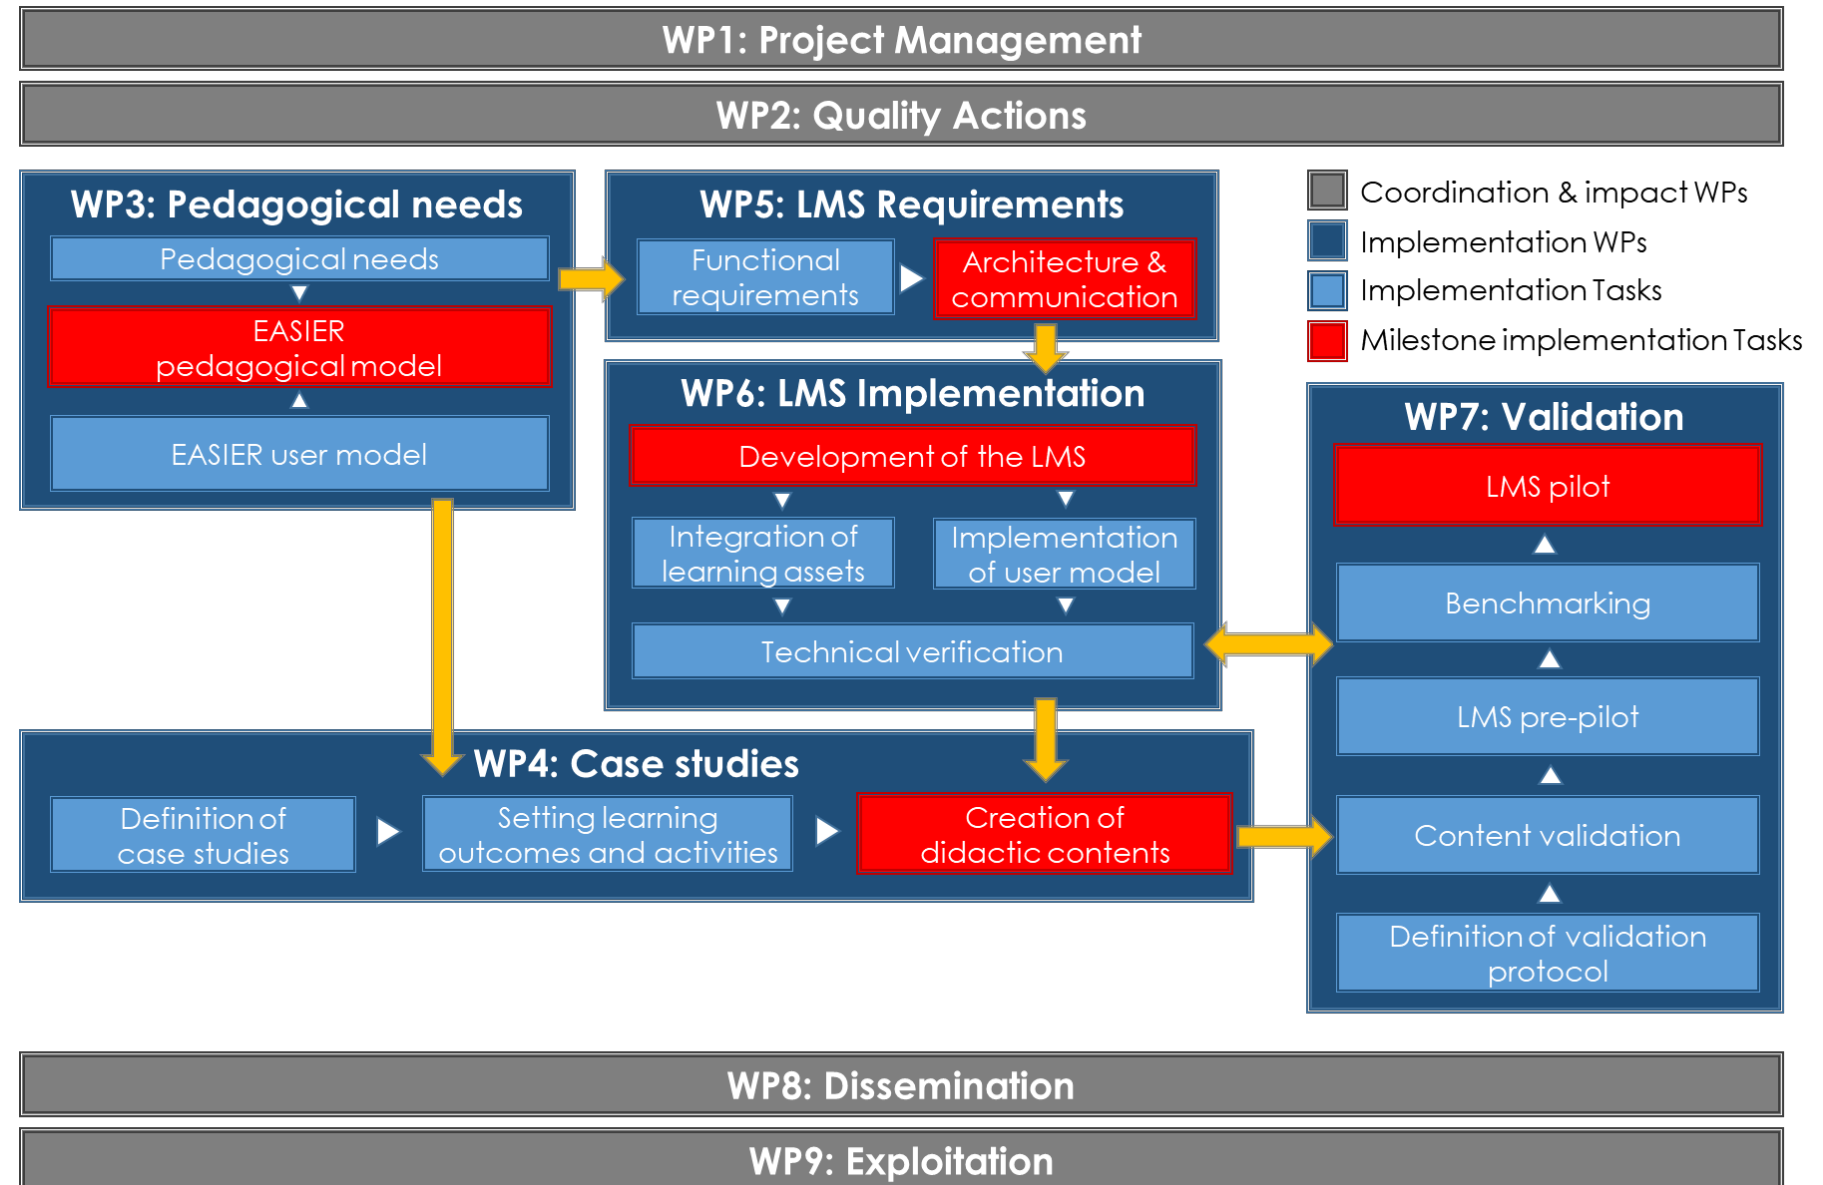 WP1: Project Management
WP2: Quality Actions
WP3: Pedagogical needs
Pedagogical needs
EASIER
pedagogical model
EASIER user model
WP5: LMS Requirements
Functional
requirements
Architecture &
communication
Coordination & impact WPs
Implementation WPs
Implementation Tasks
Milestone implementation Tasks
WP6: LMS Implementation
Development of the LMS
Integration of
learning assets
Implementation
of user model
Technical verification
WP7: Validation
LMS pilot
Benchmarking
LMS pre-pilot
Content validation
Definition of validation
protocol
WP4: Case studies
Definition of
case studies
Setting learning
outcomes and activities
Creation of
didactic contents
WP8: Dissemination
WP9: Exploitation